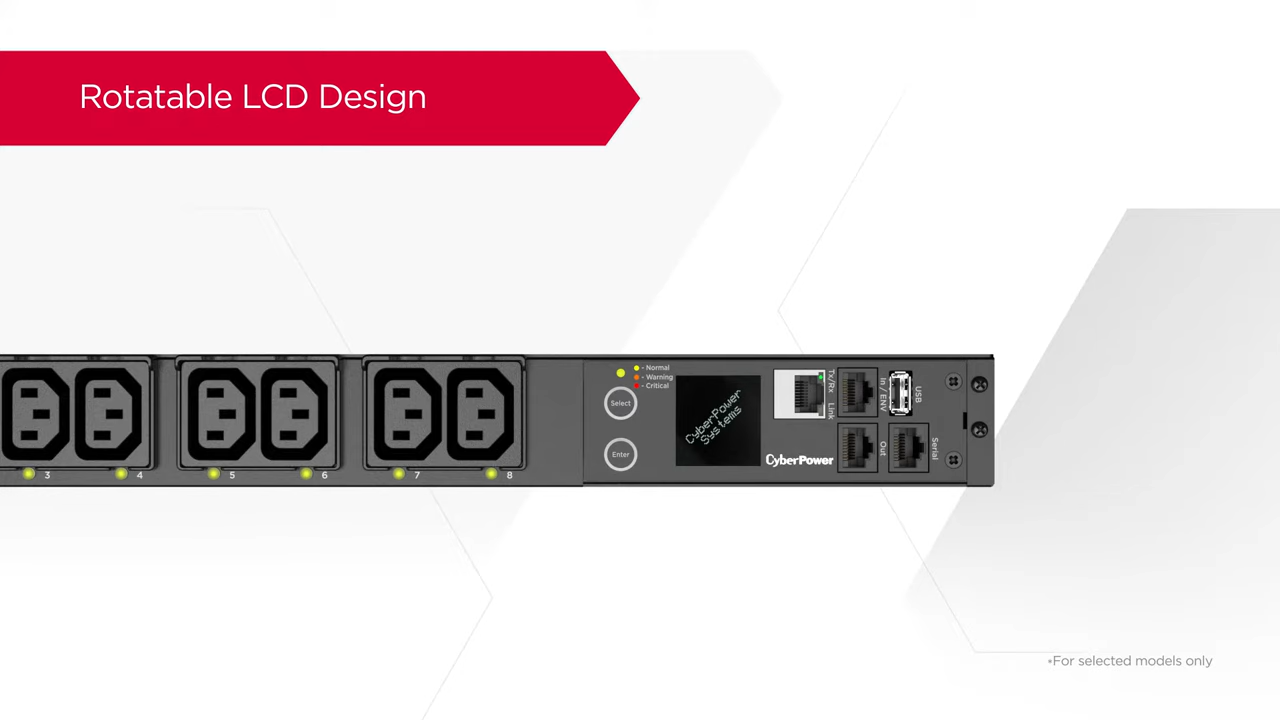 Rotatable LCD Design
- Normal
- Warning
- Critical
Select
Enter
CyberPower
Systems
CyberPower
Tx/Rx Link
In / ENV
USB
Out
Serial
3 4 5 6 7 8
*For selected models only